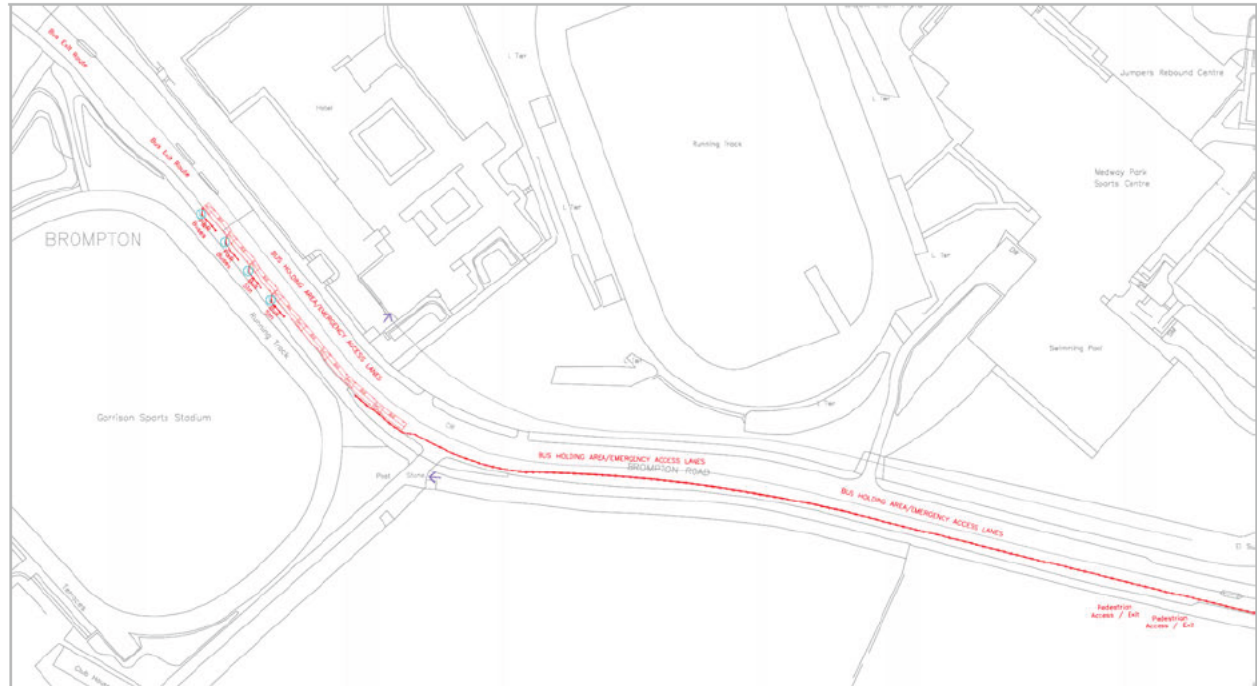 Bus Exit Route
Jumpers Rebound Centre
L Twr
Hotel
L Twr
Running Track
Bus Exit Route
Medway Park
Sports Centre
L Twr
BROMPTON
BUS HOLDING AREA/EMERGENCY ACCESS LANES
L Twr
Running Track
Swimming Pool
L Twr
Garrison Sports Stadium
BUS HOLDING AREA/EMERGENCY ACCESS LANES
BROMPTON ROAD
Post
Stone
BUS HOLDING AREA/EMERGENCY ACCESS LANES
El Su
Terraces
Pedestrian
Access / Exit
Pedestrian
Access / Exit
Club House